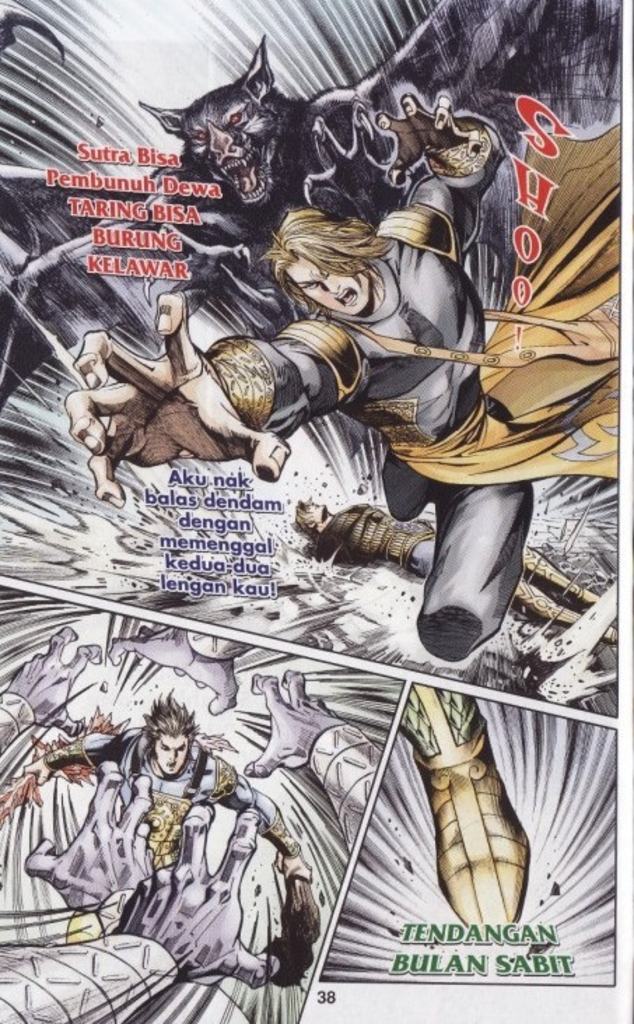 Sutra Bisa
Pembunuh Dewa
TARING BISA
BURUNG
KELAWAR
SHOO!
Aku nak
balas dendam
dengan
memenggal
kedua-dua
lengan kau!
TENDANGAN
BULAN SABIT
38